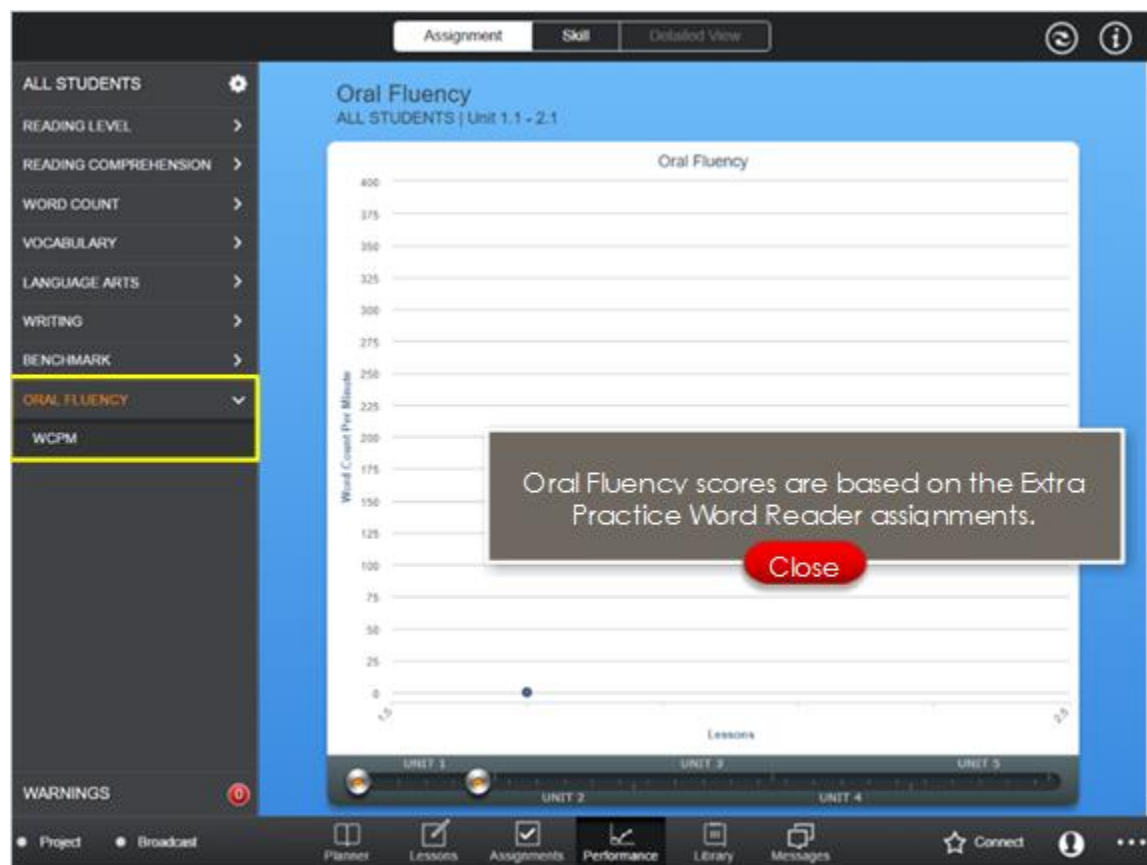 Assignment Skill Detailed View
ALL STUDENTS
READING LEVEL
READING COMPREHENSION
WORD COUNT
VOCABULARY
LANGUAGE ARTS
WRITING
BENCHMARK
ORAL FLUENCY
WCPM
WARNINGS 0
Oral Fluency
ALL STUDENTS | Unit 1.1 - 2.1
Oral Fluency
400
375
350
325
300
275
250
225
200
175
150
125
100
75
50
25
0
Word Count Per Minute
1.5 2.5
Lessons
Oral Fluency scores are based on the Extra
Practice Word Reader assignments.
Close
UNIT 1 UNIT 3 UNIT 5
UNIT 2 UNIT 4
Project Broadcast Planner Lessons Assignments Performance Library Messages Connect